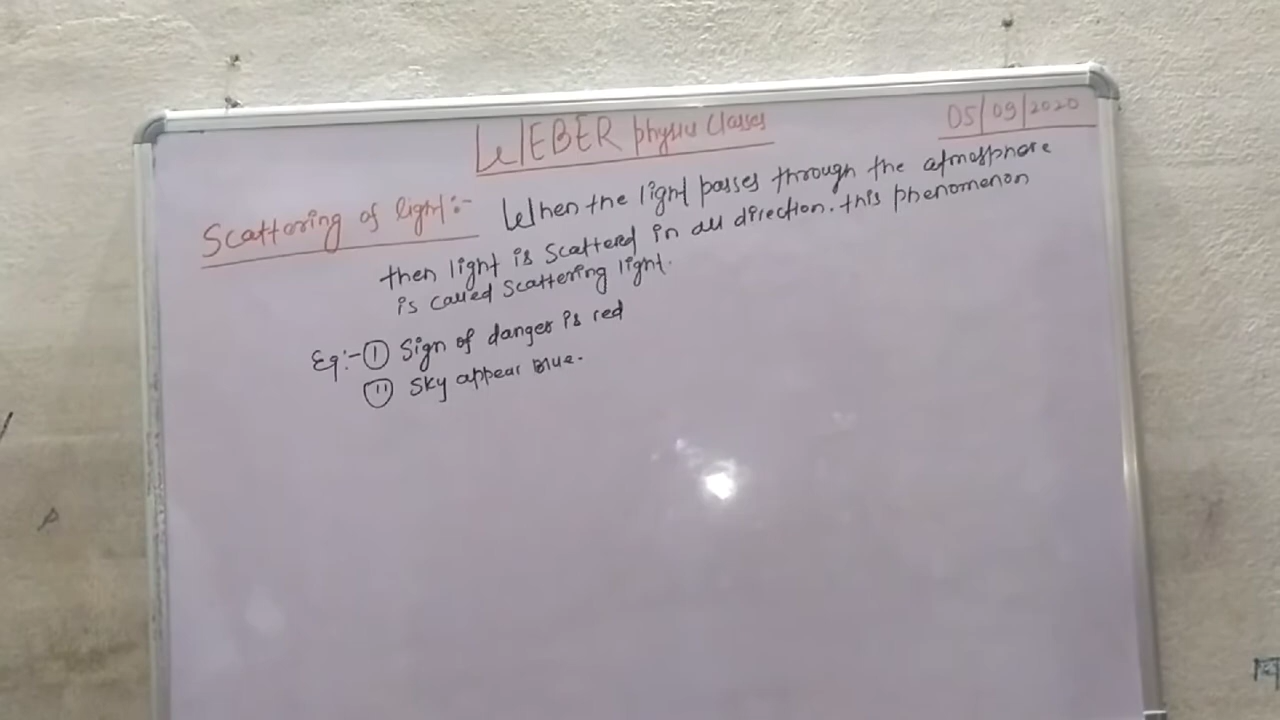 WEBER physics Classes
05/09/2020
Scattering of light:- When the light passes through the atmosphere
then light is scattered in all direction. this phenomenon
is called scattering light.
Eg:- (I) Sign of danger is red
(II) Sky appear Blue.